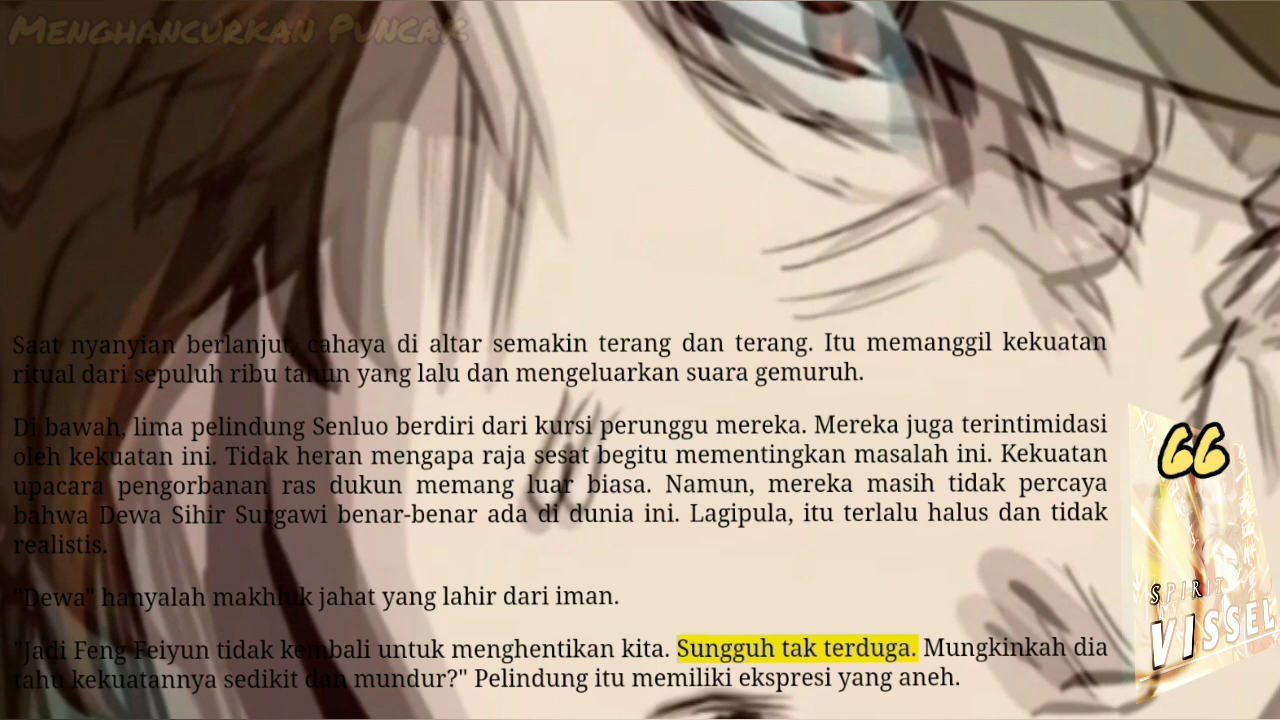 Menghancurkan Puncak
Saat nyanyian berlanjut, cahaya di altar semakin terang dan terang. Itu memanggil kekuatan
ritual dari sepuluh ribu tahun yang lalu dan mengeluarkan suara gemuruh.
Di bawah, lima pelindung Senluo berdiri dari kursi perunggu mereka. Mereka juga terintimidasi
oleh kekuatan ini. Tidak heran mengapa raja sesat begitu mementingkan masalah ini. Kekuatan
upacara pengorbanan ras dukun memang luar biasa. Namun, mereka masih tidak percaya
bahwa Dewa Sihir Surgawi benar-benar ada di dunia ini. Lagipula, itu terlalu halus dan tidak
realistis.
"Dewa" hanyalah makhluk jahat yang lahir dari iman.
"Jadi Feng Feiyun tidak kembali untuk menghentikan kita. Sungguh tak terduga. Mungkinkah dia
tahu kekuatannya sedikit dan mundur?" Pelindung itu memiliki ekspresi yang aneh.
66
SPIRIT
VISSEL